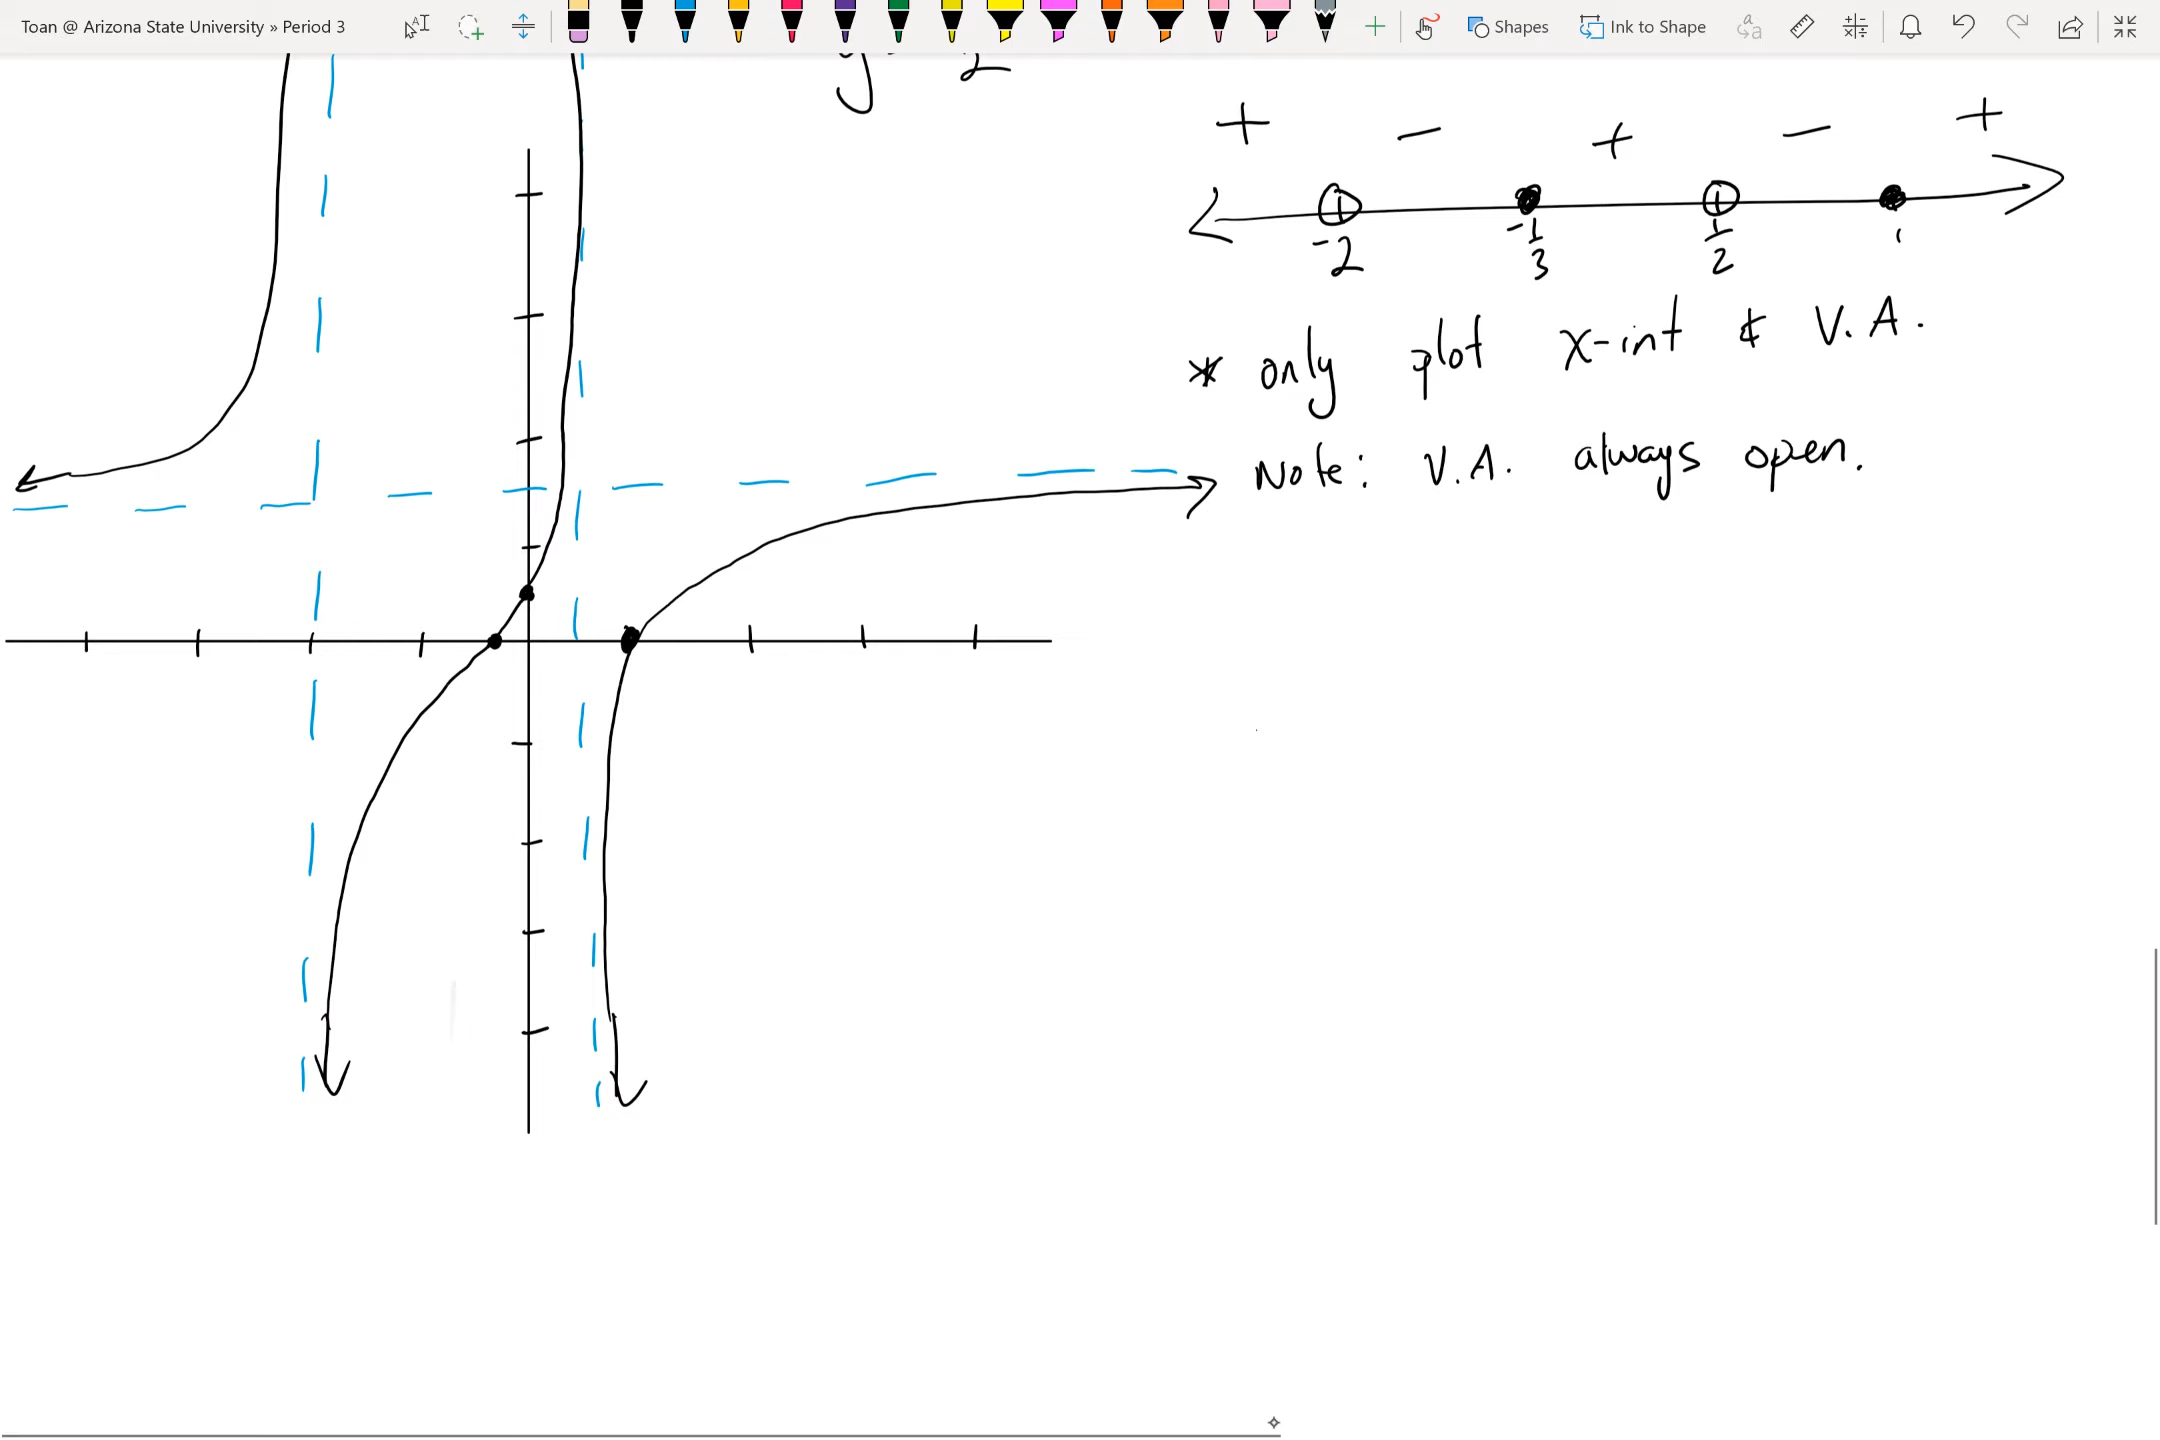 Toan @ Arizona State University » Period 3
Shapes
Ink to Shape
+ - + - +
-2 -1/3 1/2 1
* only plot x-int & V.A.
Note: V.A. always open.